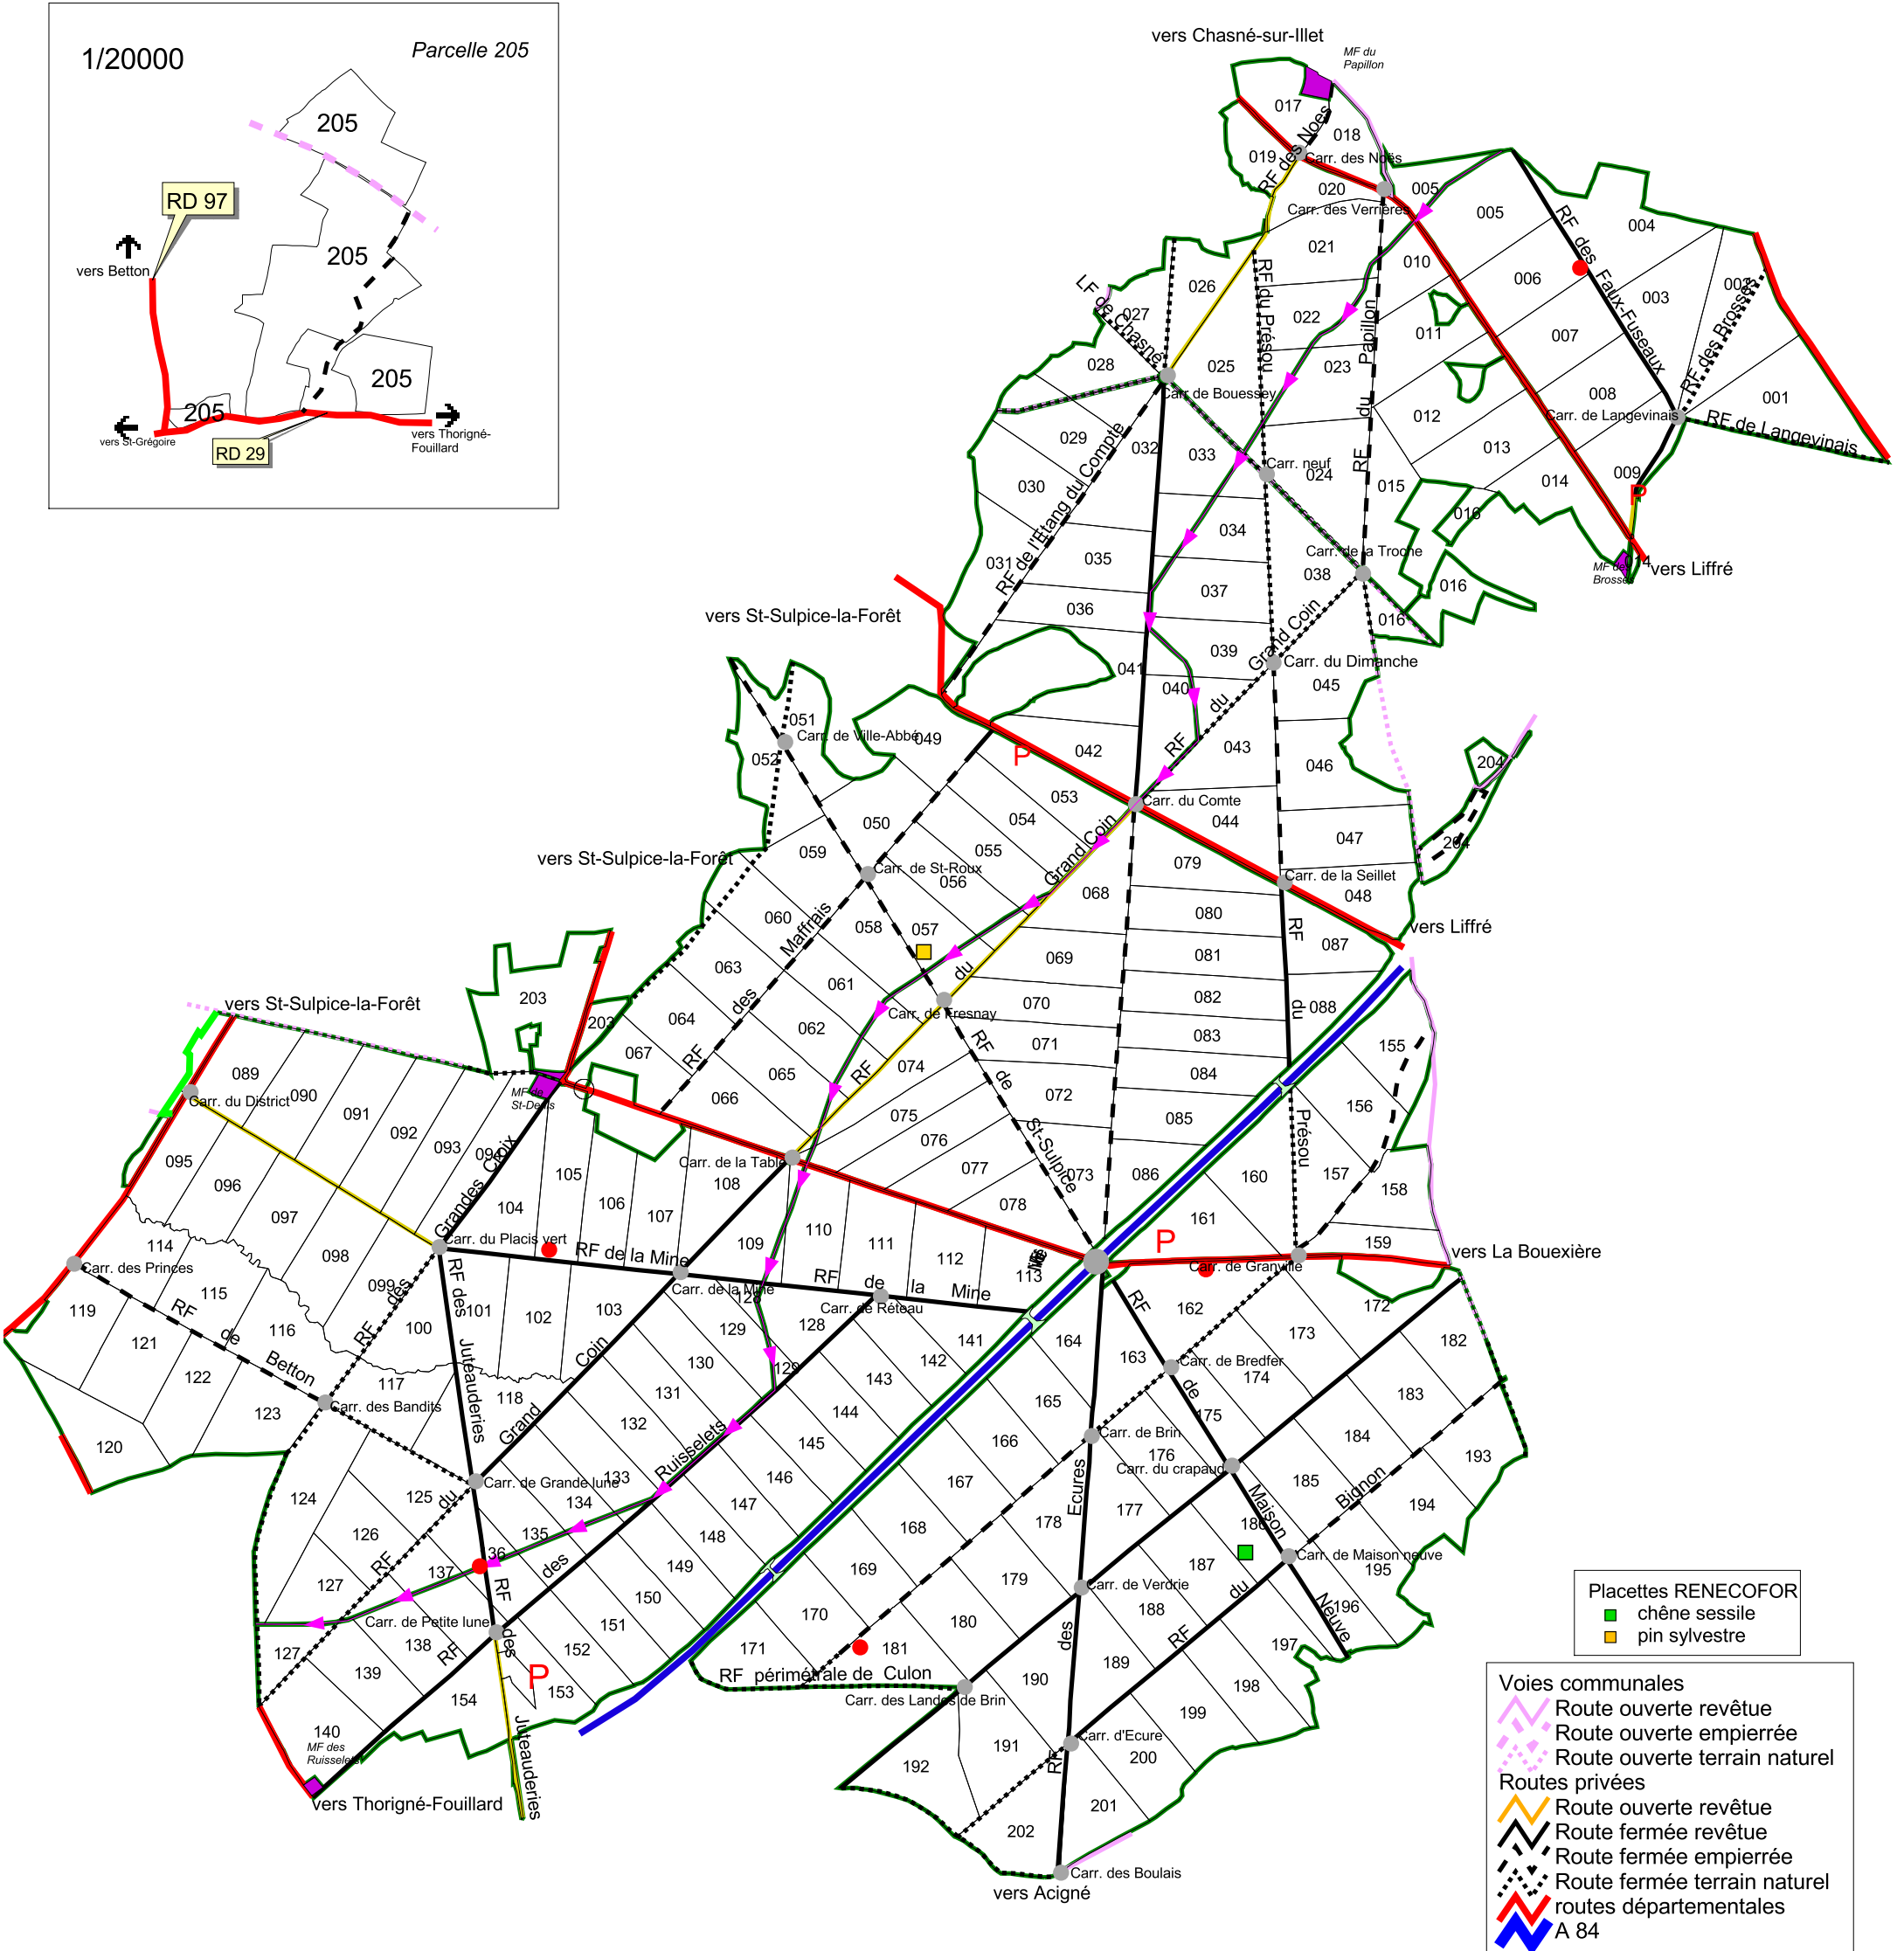 1/20000
Parcelle 205
205
RD 97
vers Betton
205
205
205
vers St-Grégoire
RD 29
vers Thorigné-
Fouillard
vers Chasné-sur-Illet
MF du
Papillon
017
018
RF des Noes
019
Carr. des Noës
020
005
Carr. des Verrières
005
004
021
RF des Faux-Fuseaux
010
006
026
RF du Présou
LF de Chasné
027
022
003
002
RF des Brosses
011
007
028
025
023
RF du Papillon
Carr de Bouessey
008
001
012
Carr. de Langevinais
RF de Langevinais
029
032
033
013
Carr. neuf
024
009
030
015
014
P
RF de l'Etang du Compte
016
034
Carr. de la Troche
031
035
038
MF des
Brosses
014
vers Liffré
016
037
vers St-Sulpice-la-Forêt
036
016
039
Grand Coin
Carr. du Dimanche
041
040
045
051
Carr. de Ville-Abbé
049
RF du
052
042
P
043
046
204
053
Carr. du Comte
054
044
050
047
204
vers St-Sulpice-la-Forêt
059
055
Grand Coin
079
Carr. de St-Roux
056
068
Carr. de la Seillet
048
060
058
057
080
vers Liffré
RF des Maffrais
087
063
069
081
061
RF du Présou
203
vers St-Sulpice-la-Forêt
070
082
088
064
062
Carr. de Fresnay
203
083
067
071
155
RF du
074
089
090
065
072
084
Carr. du District
MF de
St-Denis
066
091
075
085
156
092
093
094
076
RF de St-Sulpice
095
Carr. de la Table
077
073
086
160
157
096
105
108
158
106
104
107
078
161
097
110
Grandes Croix
114
Carr. du Placis vert
109
111
P
159
vers La Bouexière
098
RF de la Mine
112
Carr. des Princes
099
RF de la Mine
113
Carr. de Granville
115
Carr. de la Mine
Carr. de Réteau
119
101
102
103
128
162
172
RF de Betton
116
100
129
128
141
164
173
182
121
RF des
130
142
163
Carr. de Bredfer
122
129
143
174
117
131
183
123
Carr. des Bandits
118
RF des Juteauderies
132
144
165
175
Grand Coin
Carr. de Brin
184
120
145
166
176
193
Carr. du crapaud
133
Ruisselets
146
Carr. de Grande lune
167
185
124
125
134
147
177
Bignon
194
178
126
135
148
168
RF de Maison Neuve
36
186
Carr. de Maison neuve
137
149
169
187
127
RF du
195
RF des
179
Carr. de Verdrie
150
188
196
Carr. de Petite lune
151
170
180
RF du
127
138
152
171
181
197
139
P
RF périmétrale de Culon
189
153
190
198
154
Carr. des Landes de Brin
199
140
Carr. d'Ecure
MF des
Ruisselets
RF des Juteauderies
191
200
192
vers Thorigné-Fouillard
201
RF des Ecures
202
Carr. des Boulais
vers Acigné
Placettes RENECOFOR
chêne sessile
pin sylvestre
Voies communales
Route ouverte revêtue
Route ouverte empierrée
Route ouverte terrain naturel
Routes privées
Route ouverte revêtue
Route fermée revêtue
Route fermée empierrée
Route fermée terrain naturel
routes départementales
A 84